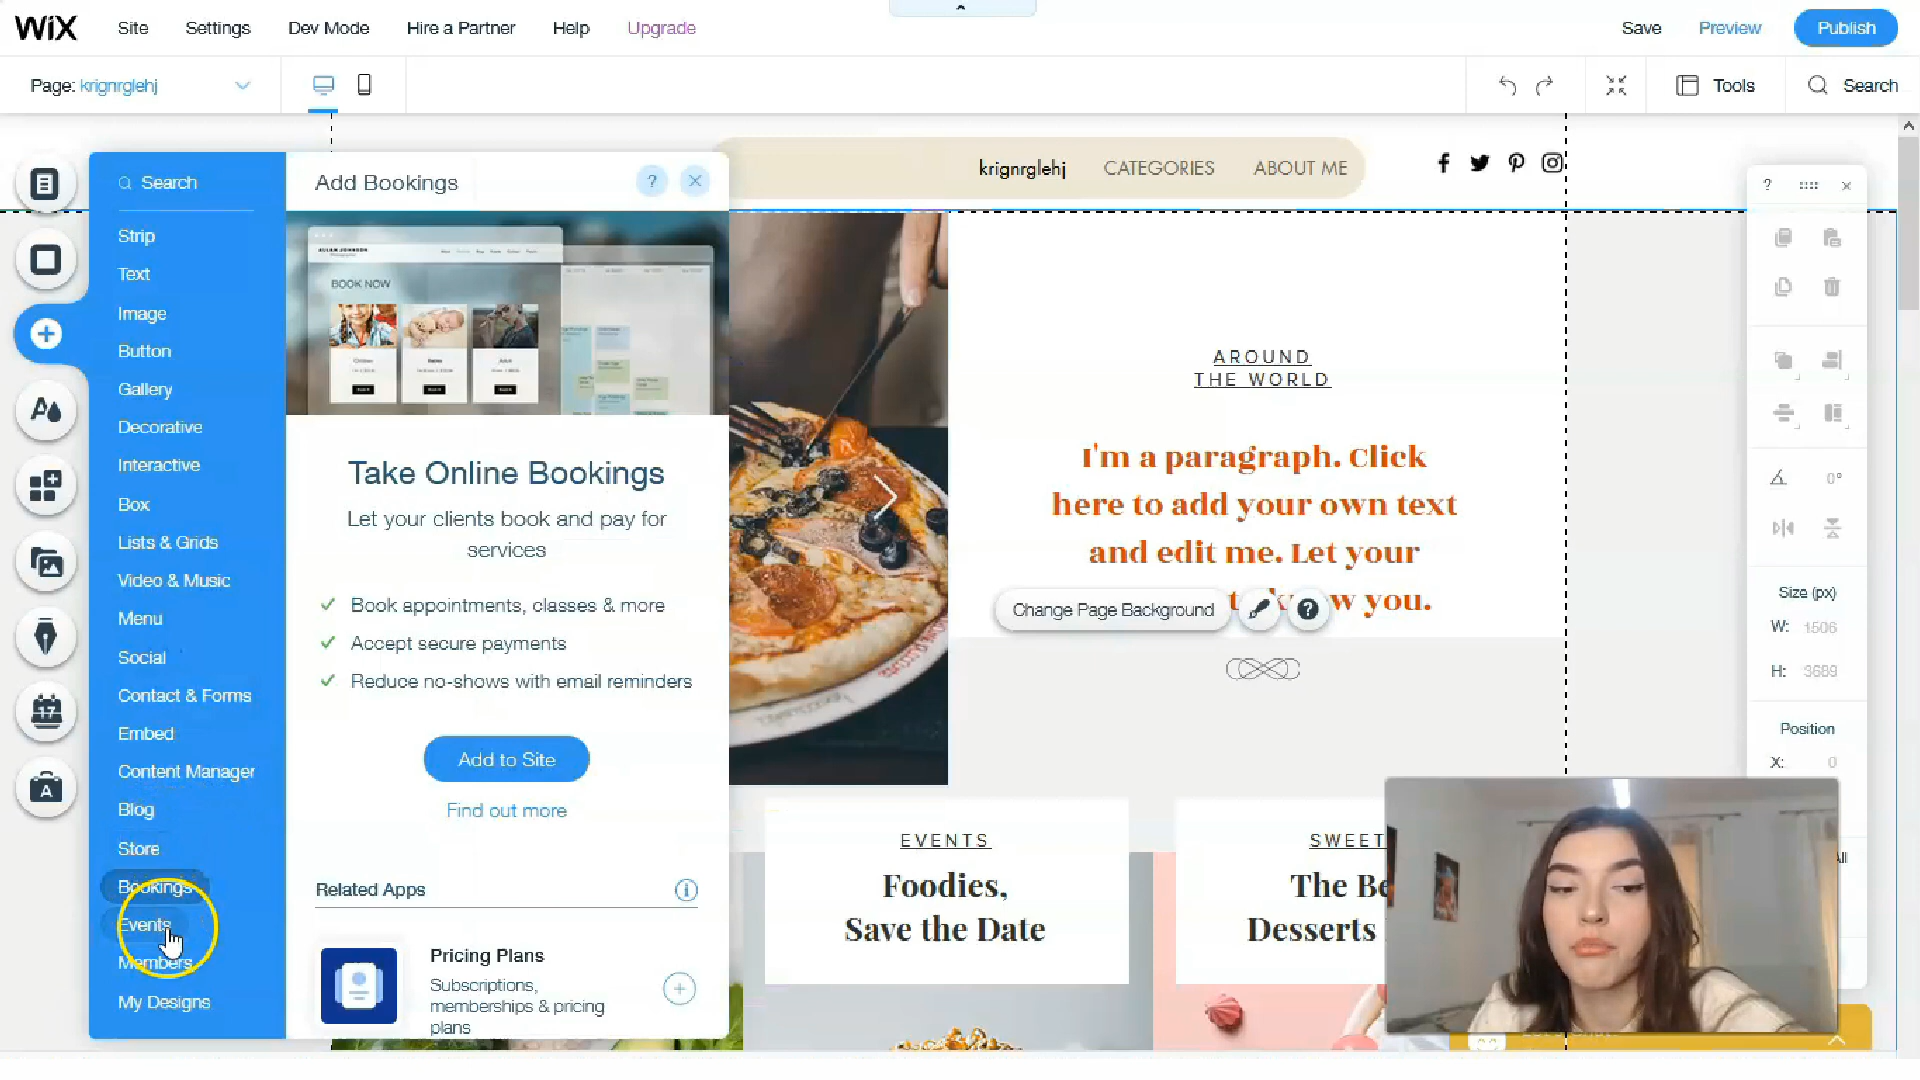 WiX
Site
Settings
Dev Mode
Hire a Partner
Help
Upgrade
Save
Preview
Publish
Page: krignrglehj
Tools
Search
krignrglehj
CATEGORIES
ABOUT ME
Search
Strip
Text
Image
Button
Gallery
Decorative
Interactive
Box
Lists & Grids
Video & Music
Menu
Social
Contact & Forms
Embed
Content Manager
Blog
Store
Bookings
Events
Members
My Designs
Add Bookings
?
BOOK NOW
Take Online Bookings
Let your clients book and pay for
services
Book appointments, classes & more
Accept secure payments
Reduce no-shows with email reminders
Add to Site
Find out more
Related Apps
Pricing Plans
Subscriptions,
memberships & pricing
plans
AROUND
THE WORLD
I'm a paragraph. Click
here to add your own text
and edit me. Let your
w you.
Change Page Background
?
EVENTS
Foodies,
Save the Date
SWEET
The Be
Desserts
?
0°
Size (px)
W: 1506
H: 3689
Position
X: 0
17
A